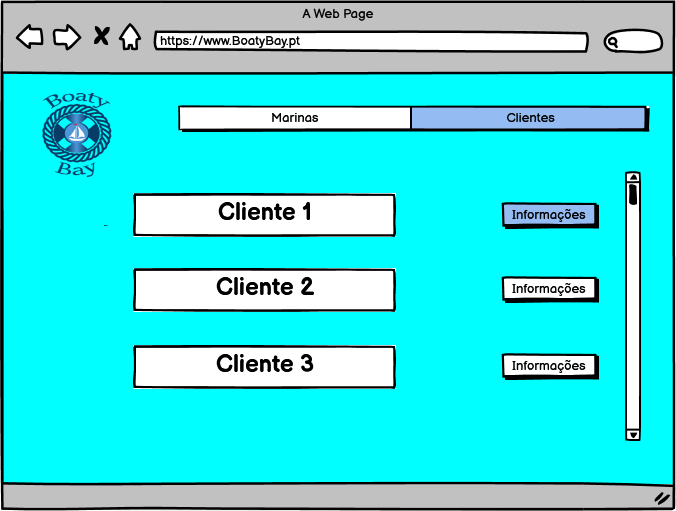 A Web Page
https://www.BoatyBay.pt
Boaty
Bay
Marinas
Clientes
Cliente 1
Informações
Cliente 2
Informações
Cliente 3
Informações